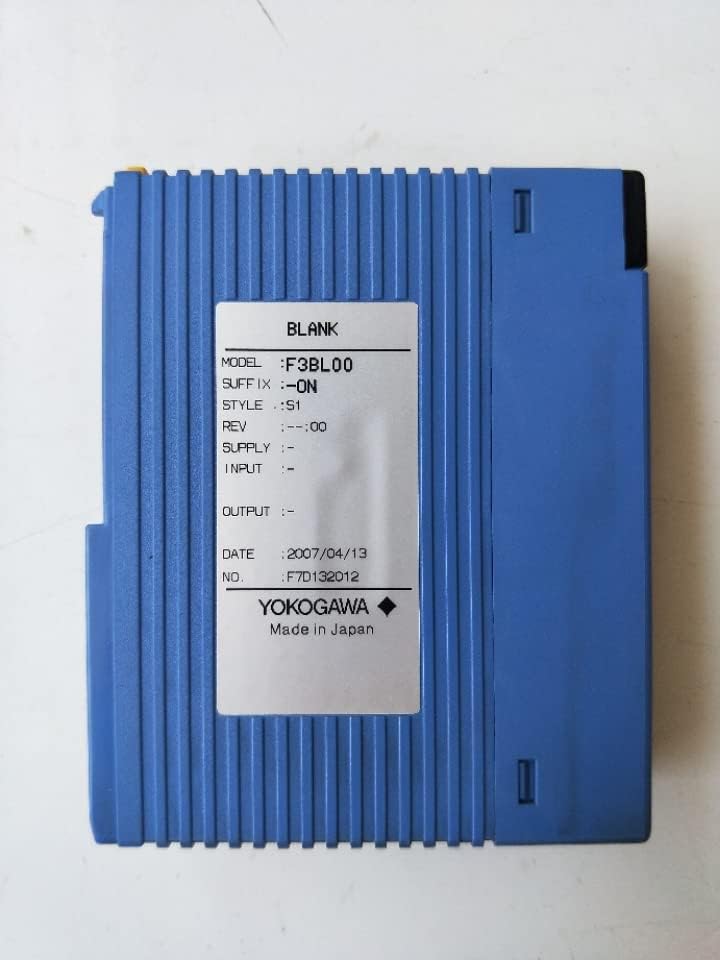 BLANK
MODEL :F3BL00
SUFFIX :-0N
STYLE .:S1
REV :--:00
SUPPLY :-
INPUT :-
OUTPUT :-
DATE :2007/04/13
NO. :F7D132012
YOKOGAWA
Made in Japan